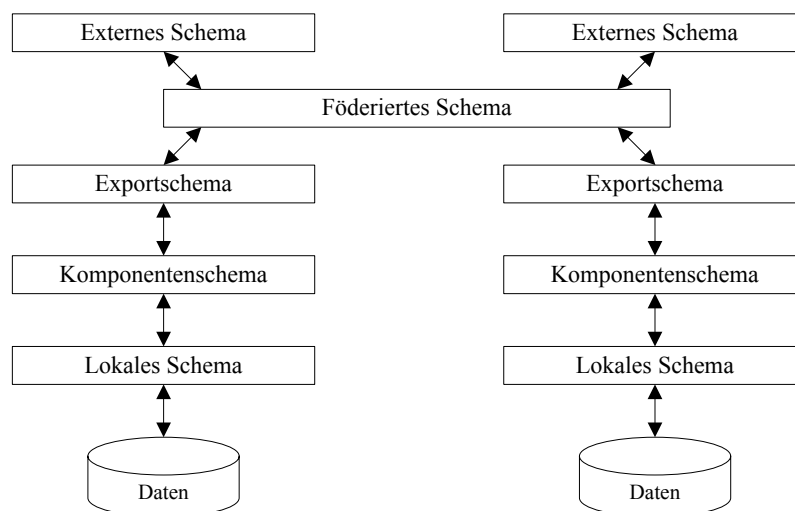 Externes Schema
Externes Schema
Föderiertes Schema
Exportschema
Exportschema
Komponentenschema
Komponentenschema
Lokales Schema
Lokales Schema
Daten
Daten